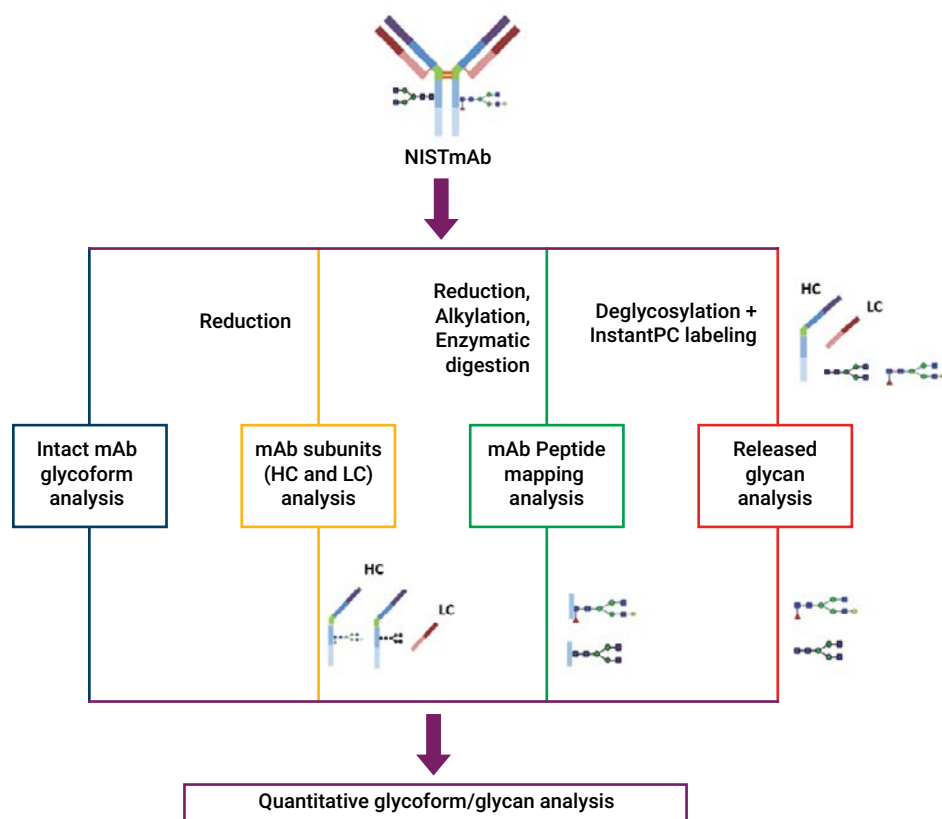 NISTmAb
Reduction
Reduction,
Alkylation,
Enzymatic
digestion
Deglycosylation +
InstantPC labeling
HC
LC
Intact mAb
glycoform
analysis
mAb subunits
(HC and LC)
analysis
mAb Peptide
mapping
analysis
Released
glycan
analysis
HC
LC
Quantitative glycoform/glycan analysis